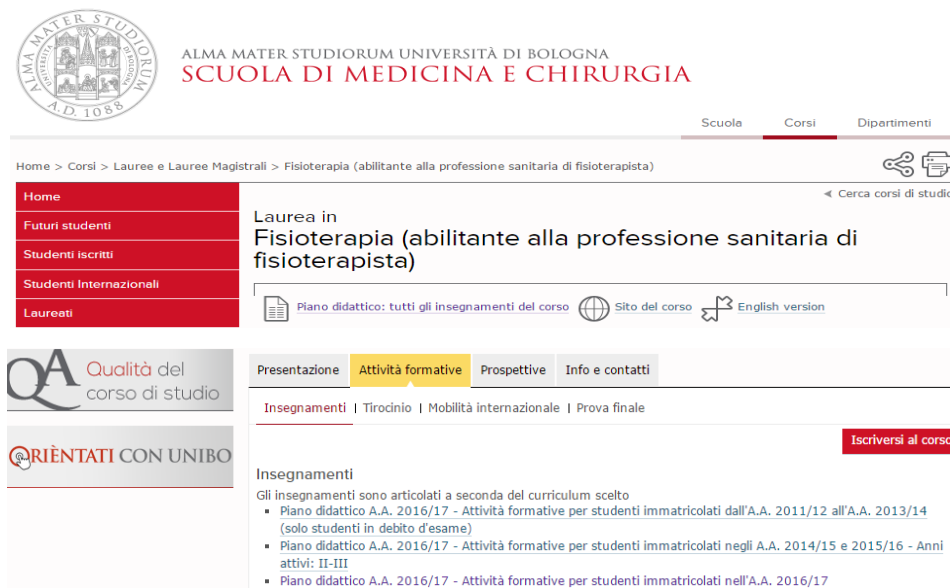 ALMA MATER STUDIORUM
A.D. 1088
ALMA MATER STUDIORUM UNIVERSITÀ DI BOLOGNA
SCUOLA DI MEDICINA E CHIRURGIA
Scuola Corsi Dipartimenti
Home > Corsi > Lauree e Lauree Magistrali > Fisioterapia (abilitante alla professione sanitaria di fisioterapista)
Home
Futuri studenti
Studenti iscritti
Studenti Internazionali
Laureati
Cerca corsi di studio
Laurea in
Fisioterapia (abilitante alla professione sanitaria di
fisioterapista)
Piano didattico: tutti gli insegnamenti del corso Sito del corso English version
QA Qualità del
corso di studio
ORIÈNTATI CON UNIBO
Presentazione Attività formative Prospettive Info e contatti
Insegnamenti | Tirocinio | Mobilità internazionale | Prova finale
Iscriversi al corso
Insegnamenti
Gli insegnamenti sono articolati a seconda del curriculum scelto
Piano didattico A.A. 2016/17 - Attività formative per studenti immatricolati dall'A.A. 2011/12 all'A.A. 2013/14
(solo studenti in debito d'esame)
Piano didattico A.A. 2016/17 - Attività formative per studenti immatricolati negli A.A. 2014/15 e 2015/16 - Anni
attivi: II-III
Piano didattico A.A. 2016/17 - Attività formative per studenti immatricolati nell'A.A. 2016/17